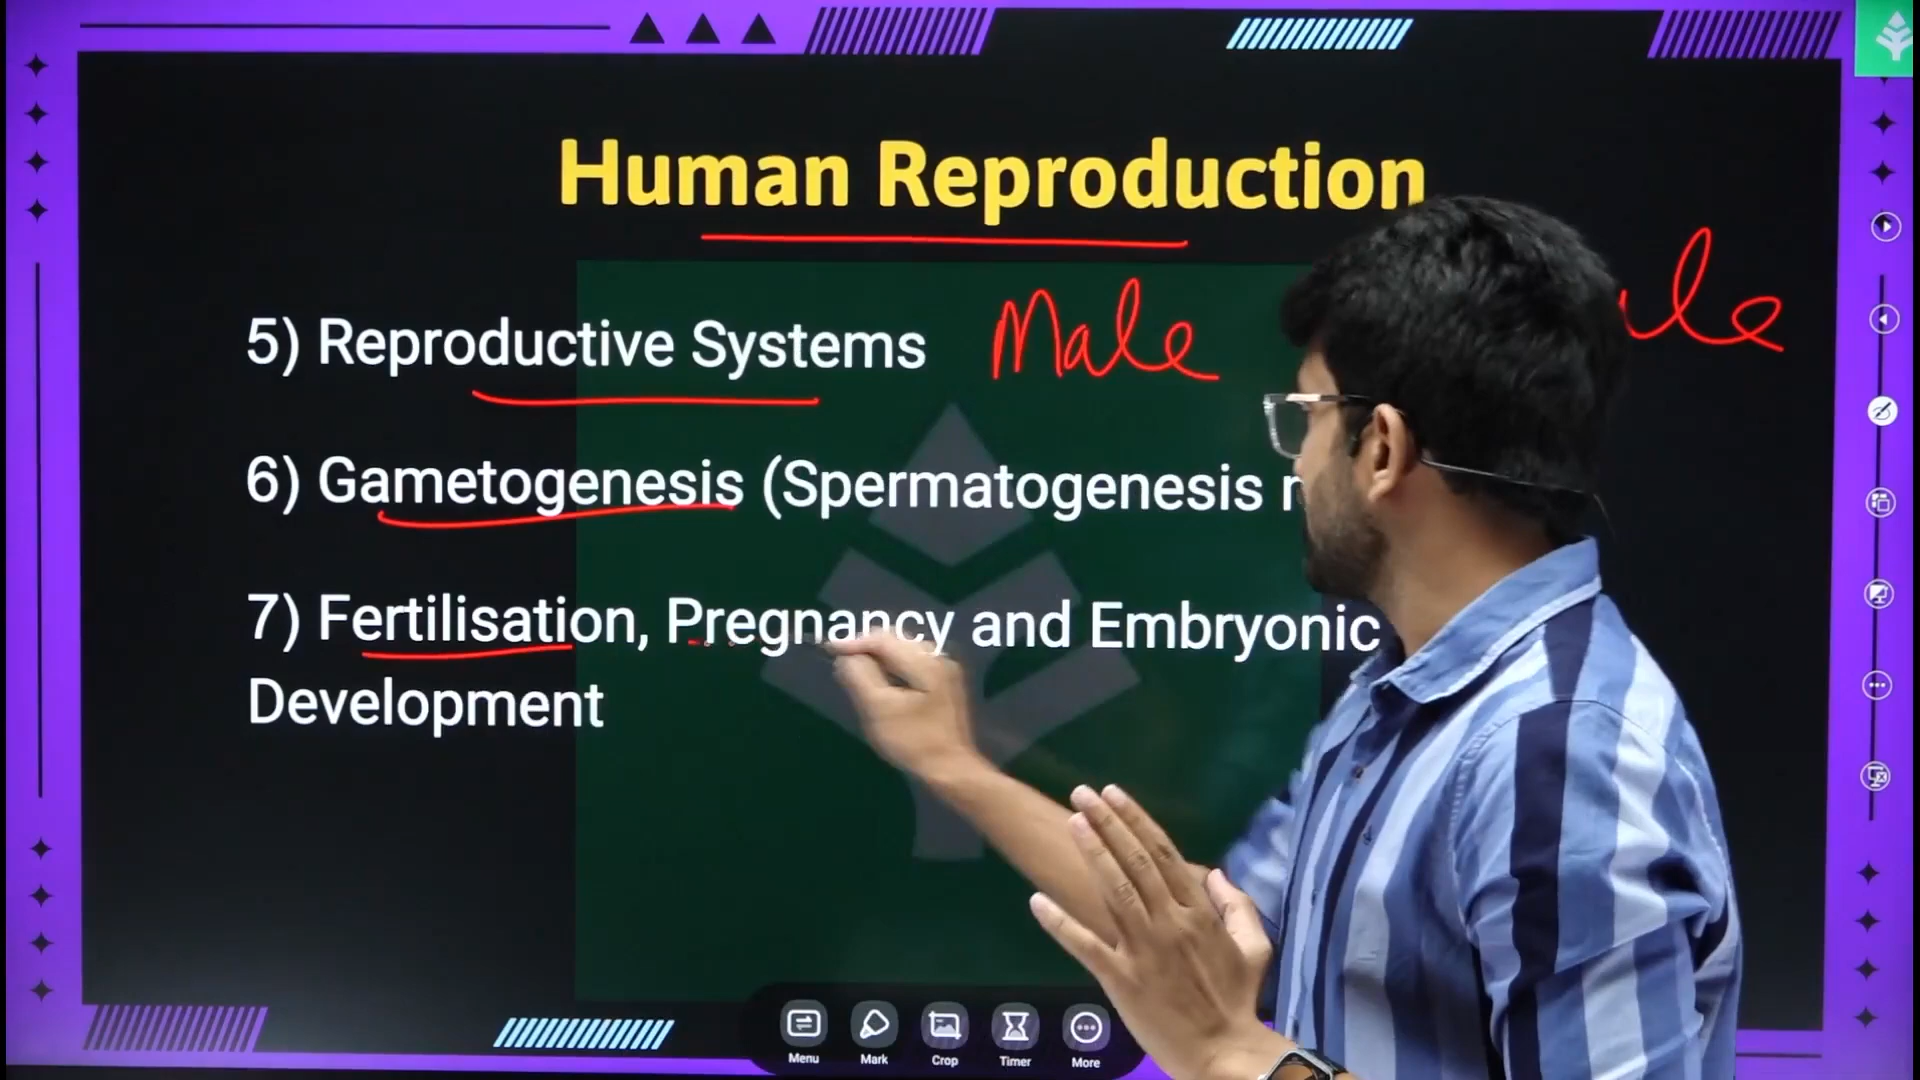 Human Reproduction
5) Reproductive Systems Male
6) Gametogenesis (Spermatogenesis
7) Fertilisation, Pregnancy and Embryonic
Development
Menu Mark Crop Timer More